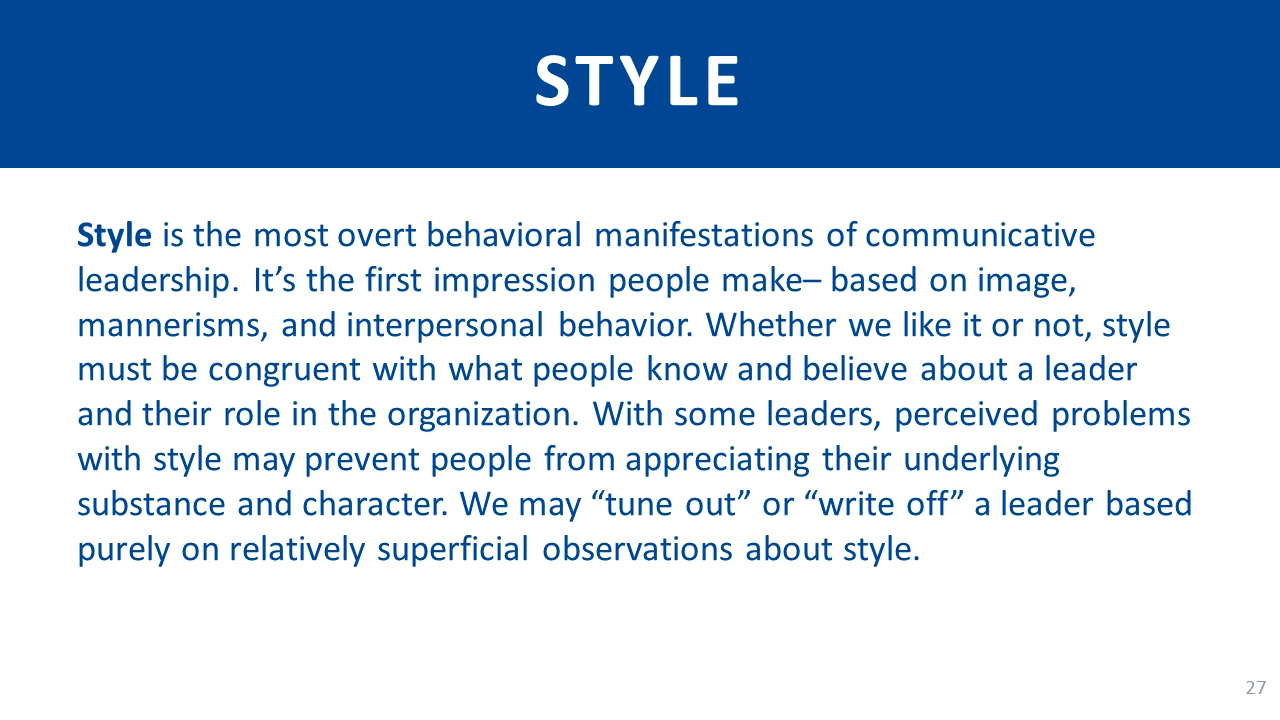 STYLE
Style is the most overt behavioral manifestations of communicative
leadership. It’s the first impression people make– based on image,
mannerisms, and interpersonal behavior. Whether we like it or not, style
must be congruent with what people know and believe about a leader
and their role in the organization. With some leaders, perceived problems
with style may prevent people from appreciating their underlying
substance and character. We may “tune out” or “write off” a leader based
purely on relatively superficial observations about style.
27